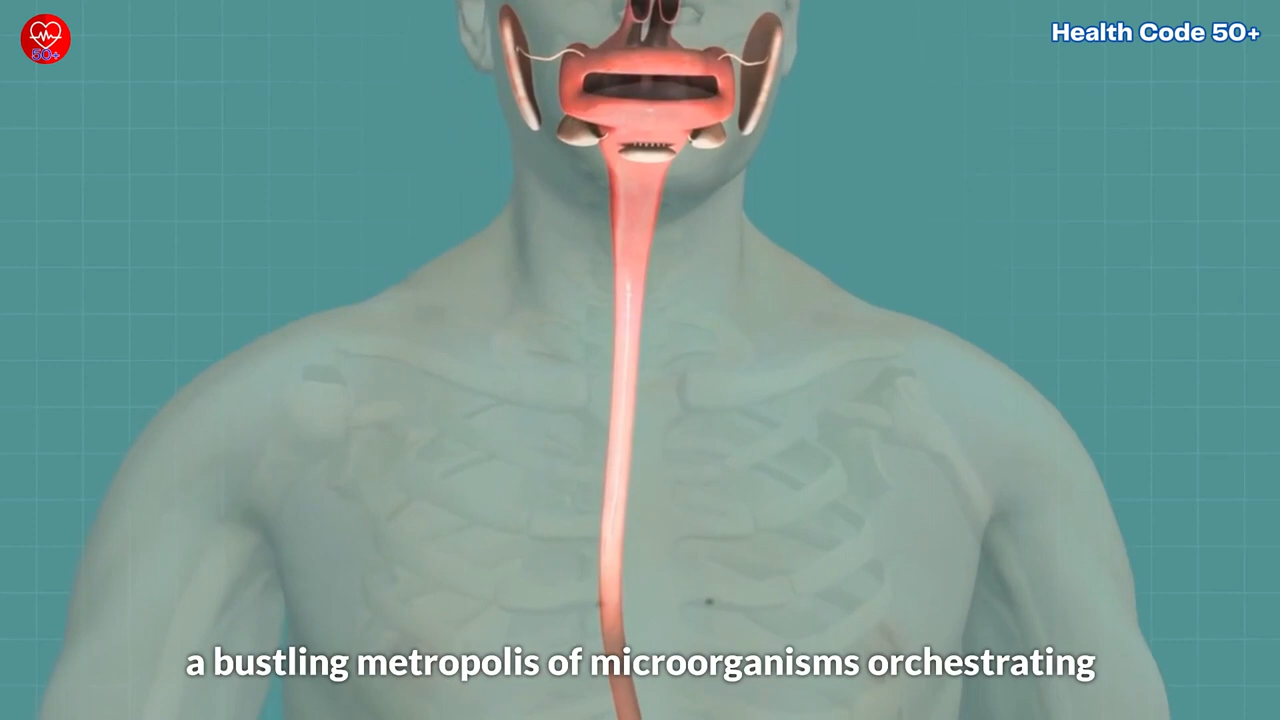 50+
Health Code 50+
a bustling metropolis of microorganisms orchestrating